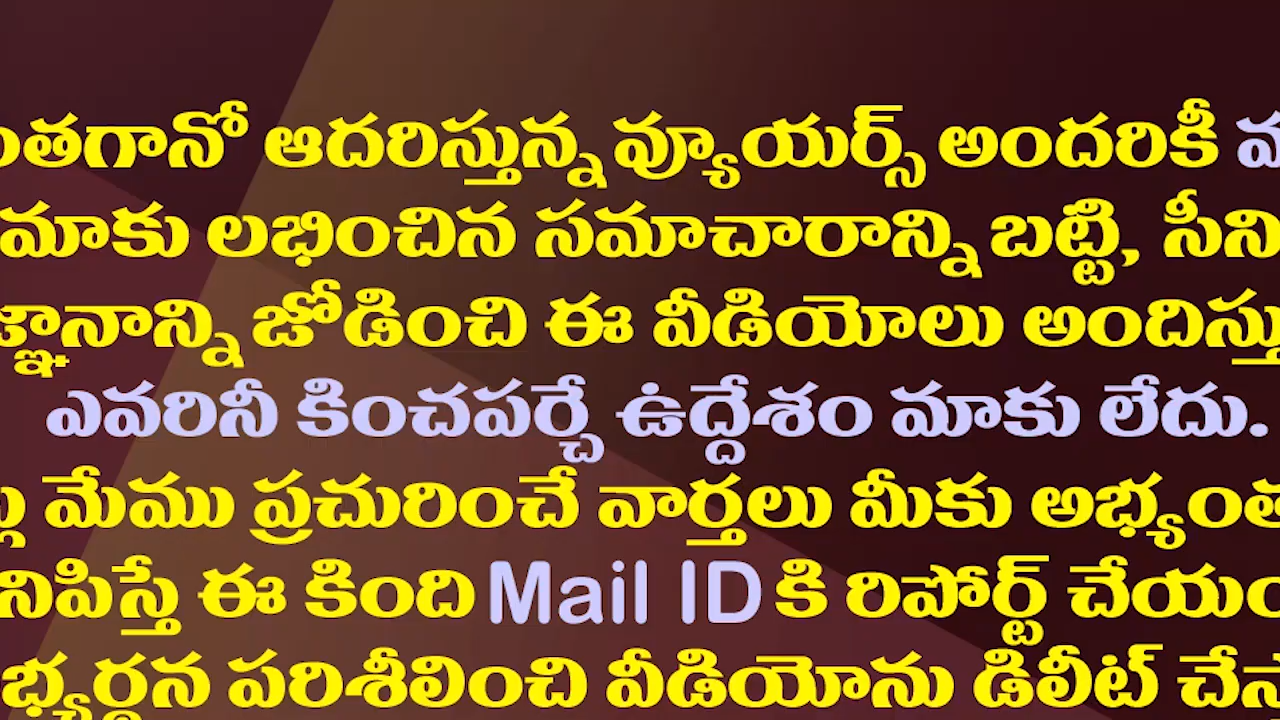 ంతగానో ఆదరిస్తున్న వ్యూయర్స్ అందరికీ
మాకు లభించిన సమాచారాన్ని బట్టి, సీని
జ్ఞానాన్ని జోడించి ఈ వీడియోలు అందిస్తు
ఎవరినీ కించపర్చే ఉద్దేశం మాకు లేదు.
మేము ప్రచురించే వార్తలు మీకు అభ్యంత
నిపిస్తే ఈ కింది Mail ID కి రిపోర్ట్ చేయం
భ్యర్థన పరిశీలించి వీడియోను డిలీట్ చేస